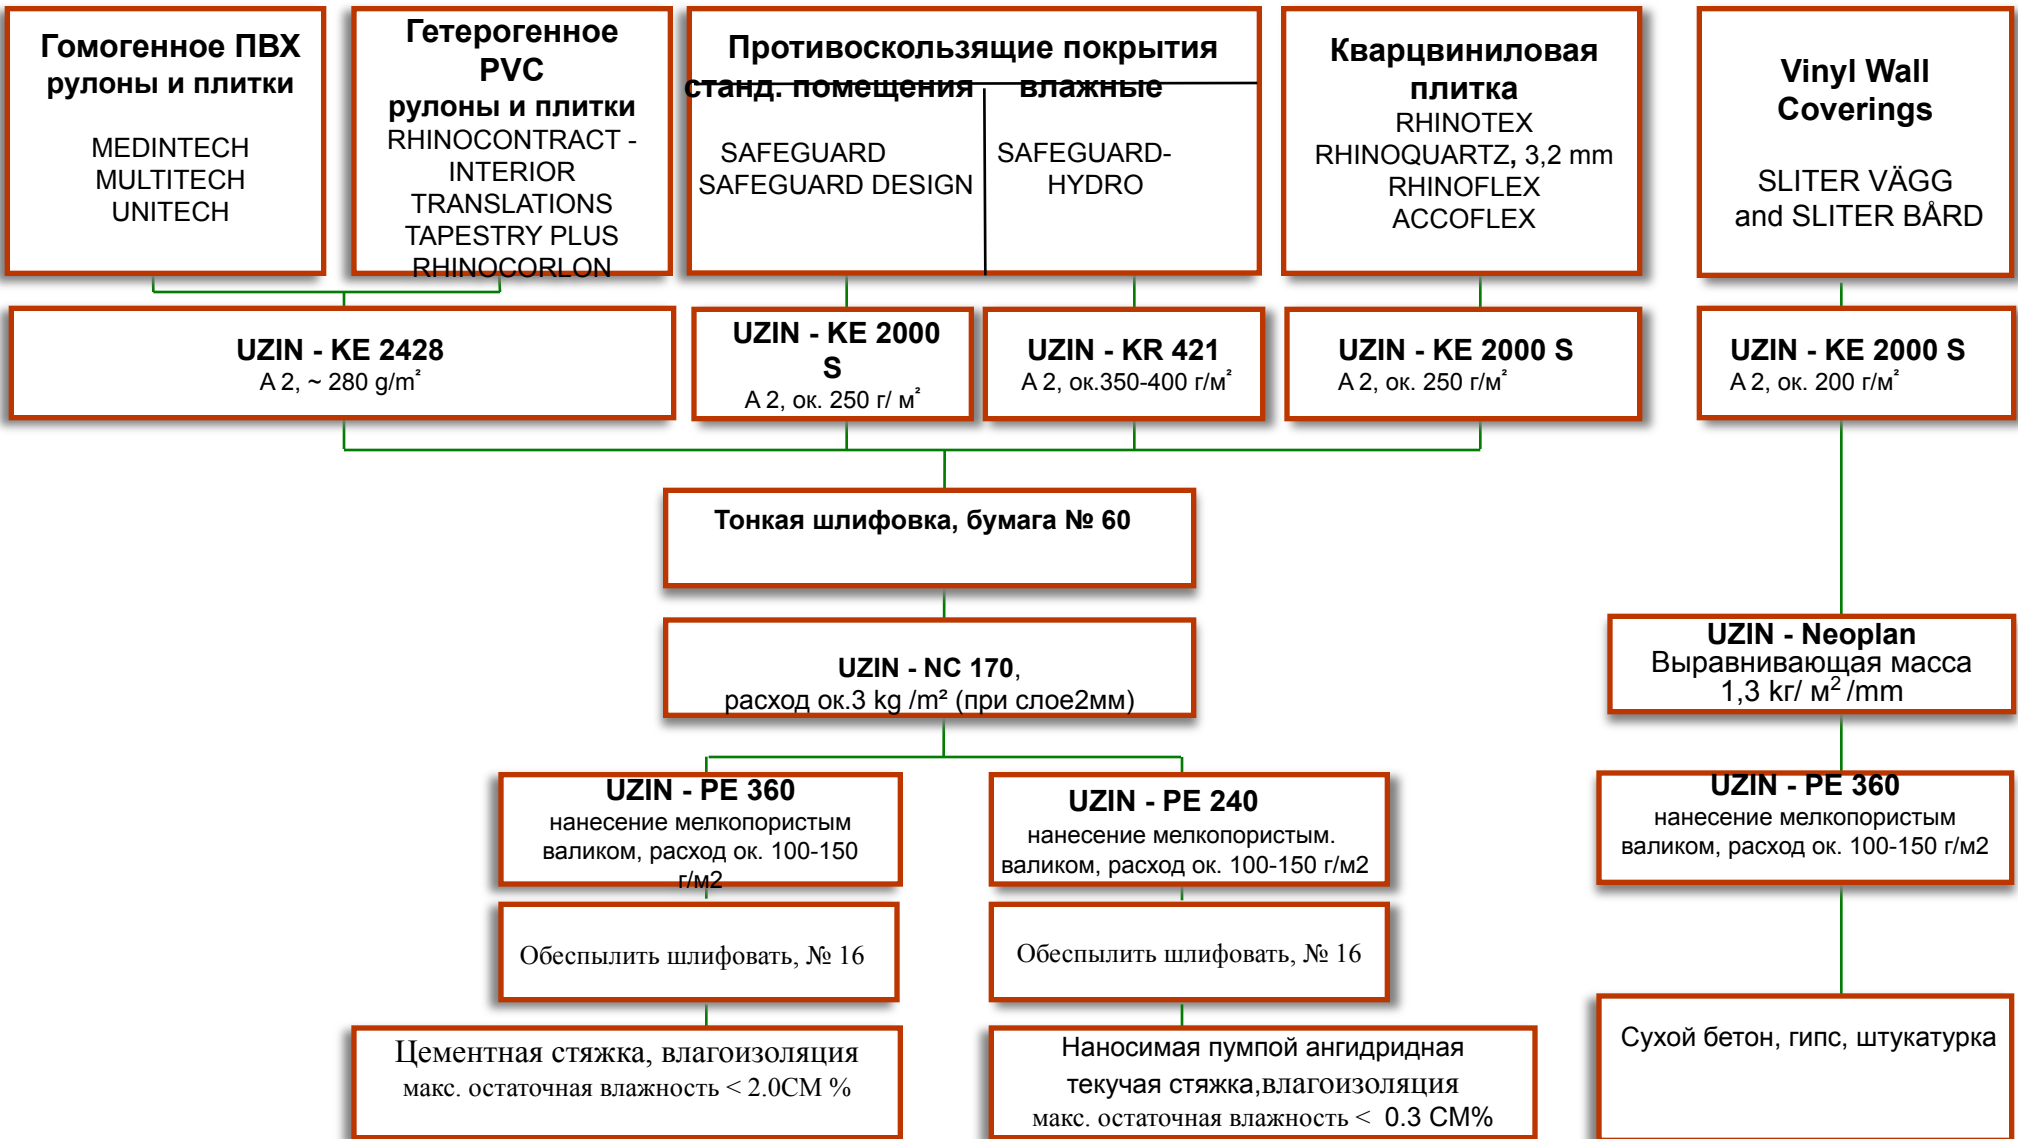 Гомогенное ПВХ
рулоны и плитки
MEDINTECH
MULTITECH
UNITECH
Гетерогенное
PVC
рулоны и плитки
RHINOCONTRACT -
INTERIOR
TRANSLATIONS
TAPESTRY PLUS
RHINOCORLON
Противоскользящие покрытия
станд. помещения влажные
SAFEGUARD
SAFEGUARD DESIGN
SAFEGUARD-
HYDRO
Кварцвиниловая
плитка
RHINOTEX
RHINOQUARTZ, 3,2 mm
RHINOFLEX
ACCOFLEX
Vinyl Wall
Coverings
SLITER VÄGG
and SLITER BÅRD
UZIN - KE 2428
A 2, ~ 280 g/m²
UZIN - KE 2000
S
A 2, ок. 250 г/ м²
UZIN - KR 421
A 2, ок.350-400 г/м²
UZIN - KE 2000 S
A 2, ок. 250 г/м²
UZIN - KE 2000 S
A 2, ок. 200 г/м²
Тонкая шлифовка, бумага № 60
UZIN - NC 170,
расход ок.3 kg /m² (при слое2мм)
UZIN - Neoplan
Выравнивающая масса
1,3 kг/ м² /mm
UZIN - PE 360
нанесение мелкопористым
валиком, расход ок. 100-150
г/м2
UZIN - PE 240
нанесение мелкопористым.
валиком, расход ок. 100-150 г/м2
UZIN - PE 360
нанесение мелкопористым
валиком, расход ок. 100-150 г/м2
Обеспылить шлифовать, № 16
Обеспылить шлифовать, № 16
Цементная стяжка, влагоизоляция
макс. остаточная влажность < 2.0CM %
Наносимая пумпой ангидридная
текучая стяжка,влагоизоляция
макс. остаточная влажность < 0.3 CM%
Сухой бетон, гипс, штукатурка